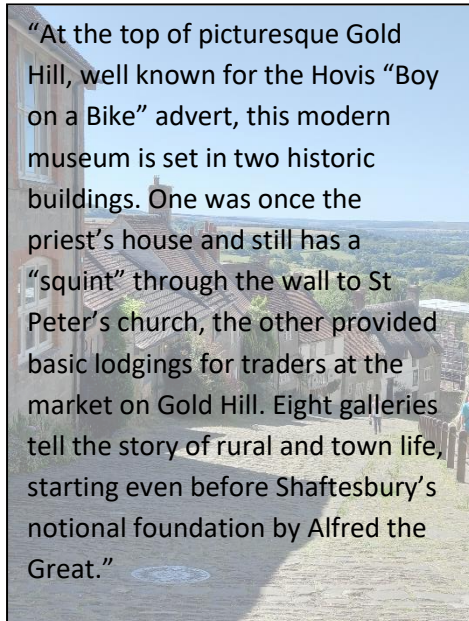 “At the top of picturesque Gold
Hill, well known for the Hovis “Boy
on a Bike” advert, this modern
museum is set in two historic
buildings. One was once the
priest’s house and still has a
“squint” through the wall to St
Peter’s church, the other provided
basic lodgings for traders at the
market on Gold Hill. Eight galleries
tell the story of rural and town life,
starting even before Shaftesbury’s
notional foundation by Alfred the
Great.”